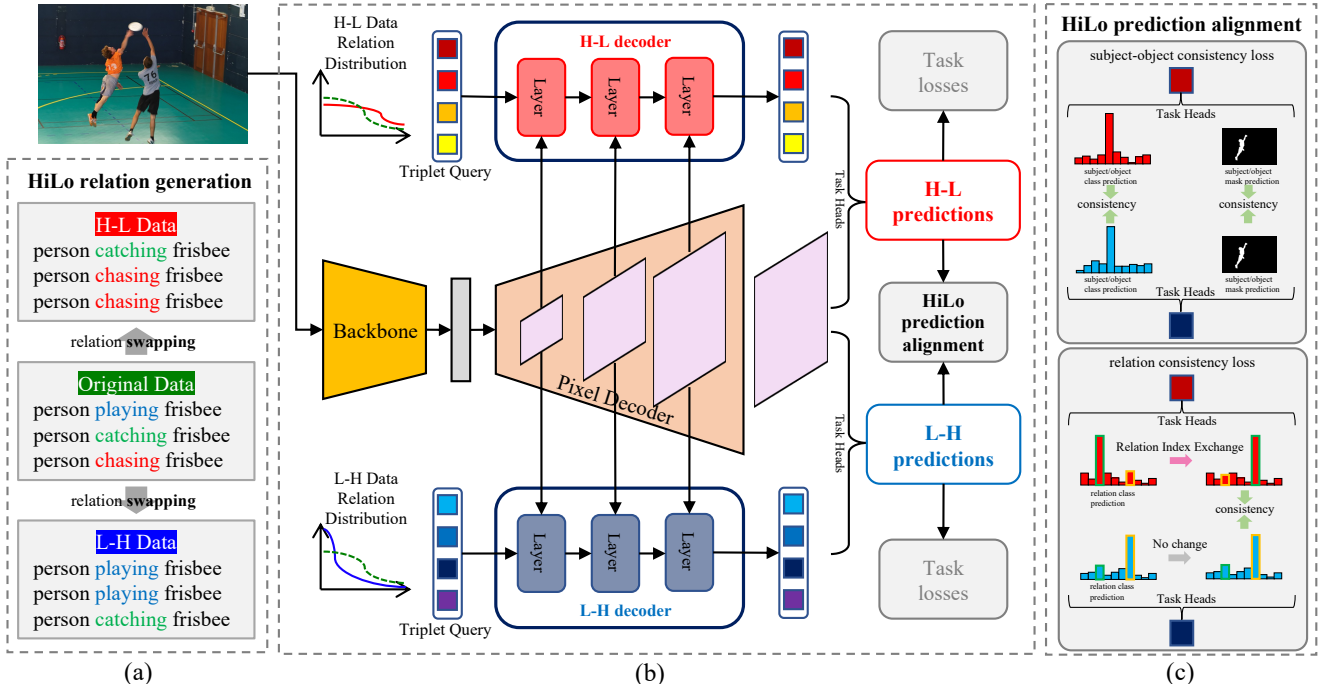 HiLo relation generation
H-L Data
person catching frisbee
person chasing frisbee
person chasing frisbee
relation swapping
Original Data
person playing frisbee
person catching frisbee
person chasing frisbee
relation swapping
L-H Data
person playing frisbee
person playing frisbee
person catching frisbee
(a)
H-L Data
Relation
Distribution
Triplet Query
H-L decoder
Layer
Layer
Layer
Backbone
Pixel Decoder
L-H Data
Relation
Distribution
Triplet Query
Layer
Layer
Layer
L-H decoder
Task Heads
Task Heads
Task
losses
H-L
predictions
HiLo
prediction
alignment
L-H
predictions
Task
losses
(b)
HiLo prediction alignment
subject-object consistency loss
Task Heads
subject/object
class prediction
subject/object
mask prediction
consistency
consistency
subject/object
class prediction
subject/object
mask prediction
Task Heads
relation consistency loss
Task Heads
Relation Index Exchange
relation class
prediction
consistency
No change
relation class
prediction
Task Heads
(c)
76